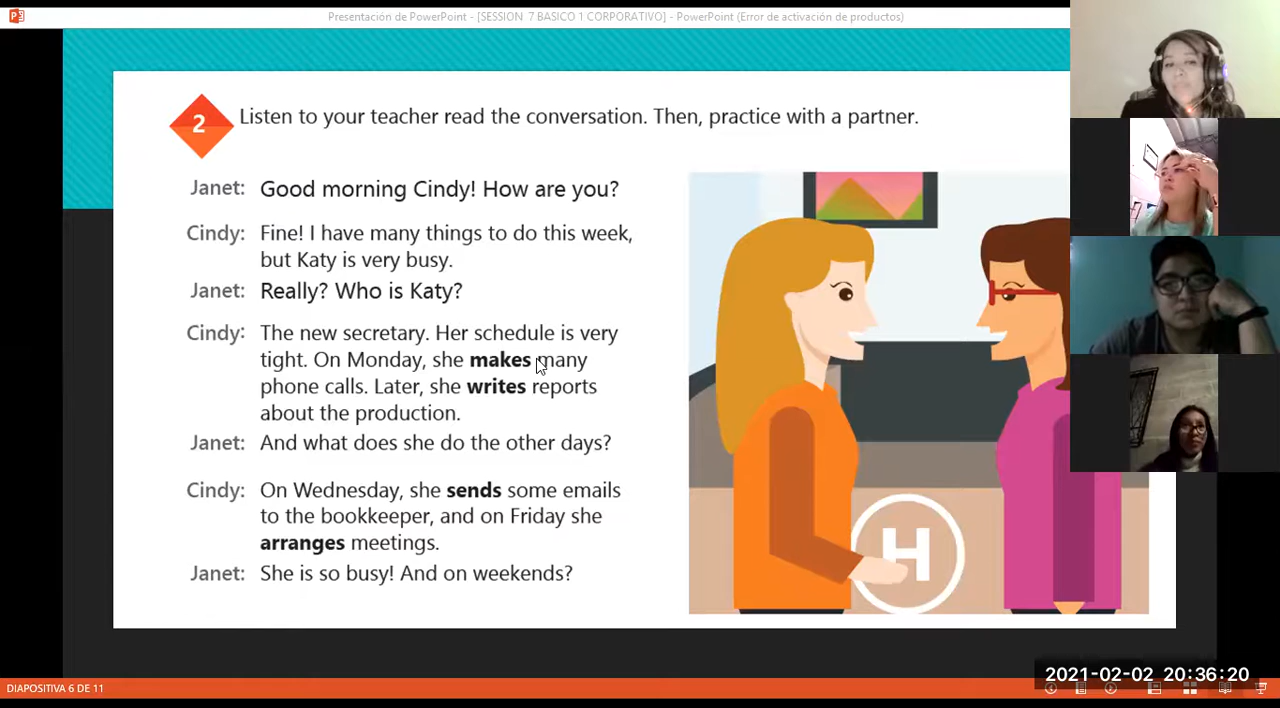 Presentación de PowerPoint - [SESSION 7 BASICO 1 CORPORATIVO] - PowerPoint (Error de activación de productos)
2
Listen to your teacher read the conversation. Then, practice with a partner.
Janet: Good morning Cindy! How are you?
Cindy: Fine! I have many things to do this week,
but Katy is very busy.
Janet: Really? Who is Katy?
Cindy: The new secretary. Her schedule is very
tight. On Monday, she makes many
phone calls. Later, she writes reports
about the production.
Janet: And what does she do the other days?
Cindy: On Wednesday, she sends some emails
to the bookkeeper, and on Friday she
arranges meetings.
Janet: She is so busy! And on weekends?
H
2021-02-02 20:36:20
DIAPOSITIVA 6 DE 11